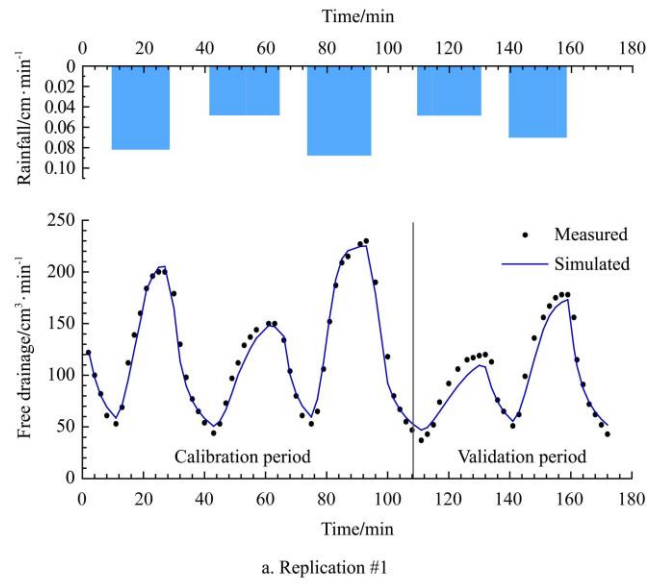 Time/min
0 20 40 60 80 100 120 140 160 180
Rainfall/cm·min⁻¹
0
0.02
0.04
0.06
0.08
0.10
Free drainage/cm³·min⁻¹
250
200
150
100
50
0
Measured
Simulated
Calibration period
Validation period
0 20 40 60 80 100 120 140 160 180
Time/min
a. Replication #1